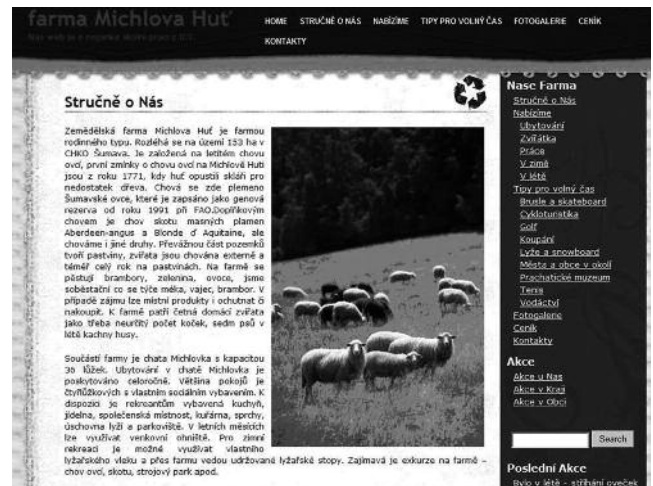 farma Michlova Huť
HOME STRUČNĚ O NÁS NABÍZÍME TIPY PRO VOLNÝ ČAS FOTOGALERIE CENÍK
KONTAKTY
Stručně o Nás
Zemědělská farma Michlova Huť je farmou
rodinného typu. Rozléhá se na území 153 ha v
CHKO Šumava. Je založená na letitém chovu
ovcí, první zmínky o chovu ovcí na Michlově Huti
jsou z roku 1771, kdy huť opustili skláři pro
nedostatek dřeva. Chová se zde plemeno
Šumavské ovce, které je zapsáno jako genová
rezerva od roku 1991 při FAO.Doplňkovým
chovem je chov skotu masných plamen
Aberdeen-angus a Blonde ď Aquitaine, ale
chováme i jiné druhy. Převážnou část pozemků
tvoří pastviny, zvířata jsou chována externě a
téměř celý rok na pastvinách. Na farmě se
pěstují brambory, zelenina, ovoce, jsme
soběstační co se týče méka, vajec, brambor. V
případě zájmu lze místní produkty i ochutnat či
nakoupit. K farmě patří četná domácí zvířata
jako třeba neurčitý počet koček, sedm psů v
létě kachny husy.
Součástí farmy je chata Michlovka s kapacitou
36 lůžek. Ubytování v chatě Michlovka je
poskytováno celoročně. Většina pokojů je
čtyřlůžkových s vlastním sociálním vybavením. K
dispozici je rekreantům vybavená kuchyň,
jídelna, společenská místnost, kuřárna, sprchy,
úschovna lyží a parkoviště. V letních měsících
lze využívat venkovní ohniště. Pro zimní
rekreaci je možné využívat vlastního
lyžařského vleku a přes farmu vedou udržované lyžařské stopy. Zajímavá je exkurze na farmě –
chov ovcí, skotu, strojový park apod.
Nase Farma
Stručně o Nás
Nabízíme
Ubytování
Zvířátka
Práce
V zimě
V létě
Tipy pro volný čas
Brusle a skateboard
Cykloturistika
Golf
Koupání
Lyže a snowboard
Města a obce v okolí
Prachatické muzeum
Tenis
Vodáctví
Fotogalerie
Ceník
Kontakty
Akce
Akce u Nas
Akce v Kraji
Akce v Obci
Search
Poslední Akce
Bylo v létě - stříhání oveček